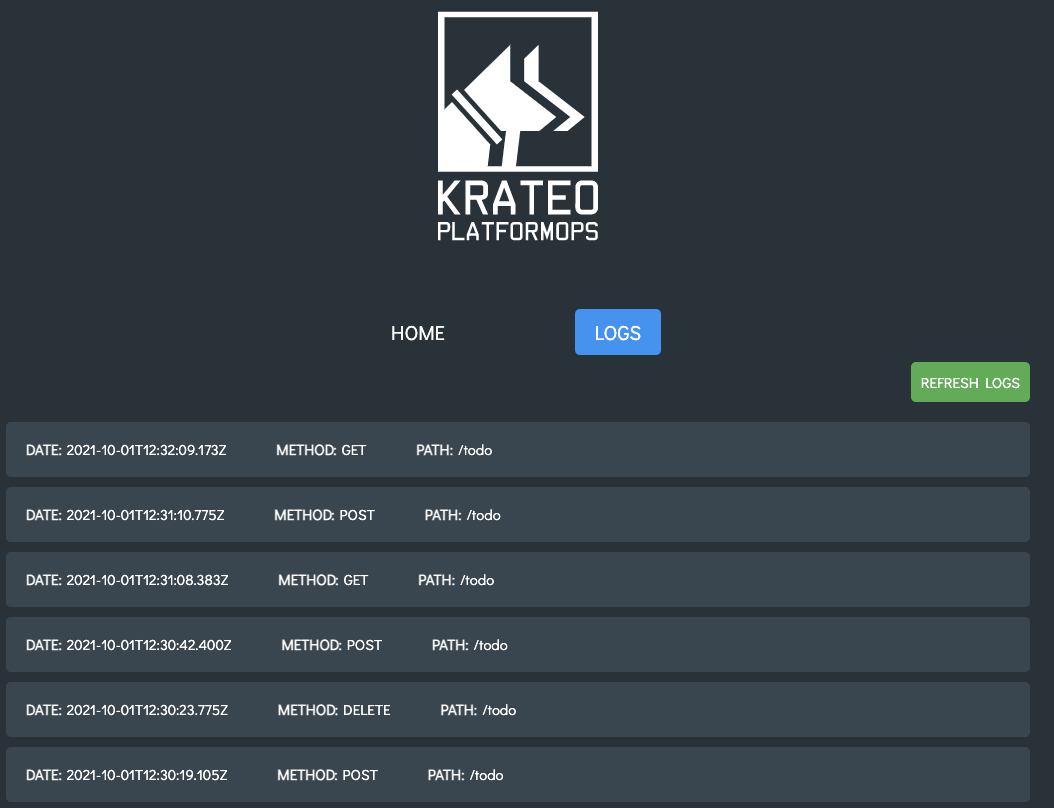 KRATEO
PLATFORMOPS
HOME LOGS
REFRESH LOGS
DATE: 2021-10-01T12:32:09.173Z METHOD: GET PATH: /todo
DATE: 2021-10-01T12:31:10.775Z METHOD: POST PATH: /todo
DATE: 2021-10-01T12:31:08.383Z METHOD: GET PATH: /todo
DATE: 2021-10-01T12:30:42.400Z METHOD: POST PATH: /todo
DATE: 2021-10-01T12:30:23.775Z METHOD: DELETE PATH: /todo
DATE: 2021-10-01T12:30:19.105Z METHOD: POST PATH: /todo